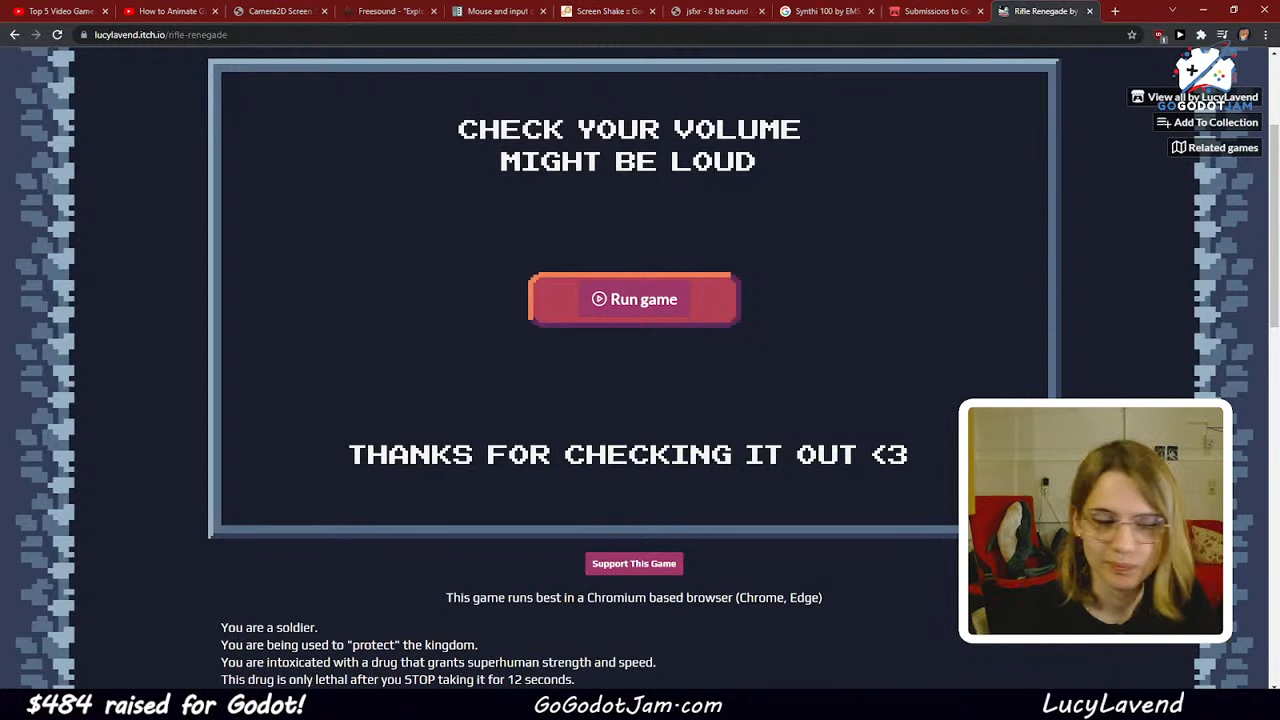 Top 5 Video Game
How to Animate G
Camera2D Screen
Freesound - "Explo
Mouse and input c
Screen Shake :: Go
jsfxr - 8 bit sound
Synthi 100 by EMS
Submissions to Go
Rifle Renegade by
lucylavend.itch.io/rifle-renegade
View all by LucyLavend
GOGODOTJAM
Add To Collection
Related games
CHECK YOUR VOLUME
MIGHT BE LOUD
Run game
THANKS FOR CHECKING IT OUT <3
Support This Game
This game runs best in a Chromium based browser (Chrome, Edge)
You are a soldier.
You are being used to "protect" the kingdom.
You are intoxicated with a drug that grants superhuman strength and speed.
This drug is only lethal after you STOP taking it for 12 seconds.
$484 raised for Godot!
GoGodotJam.com
LucyLavend